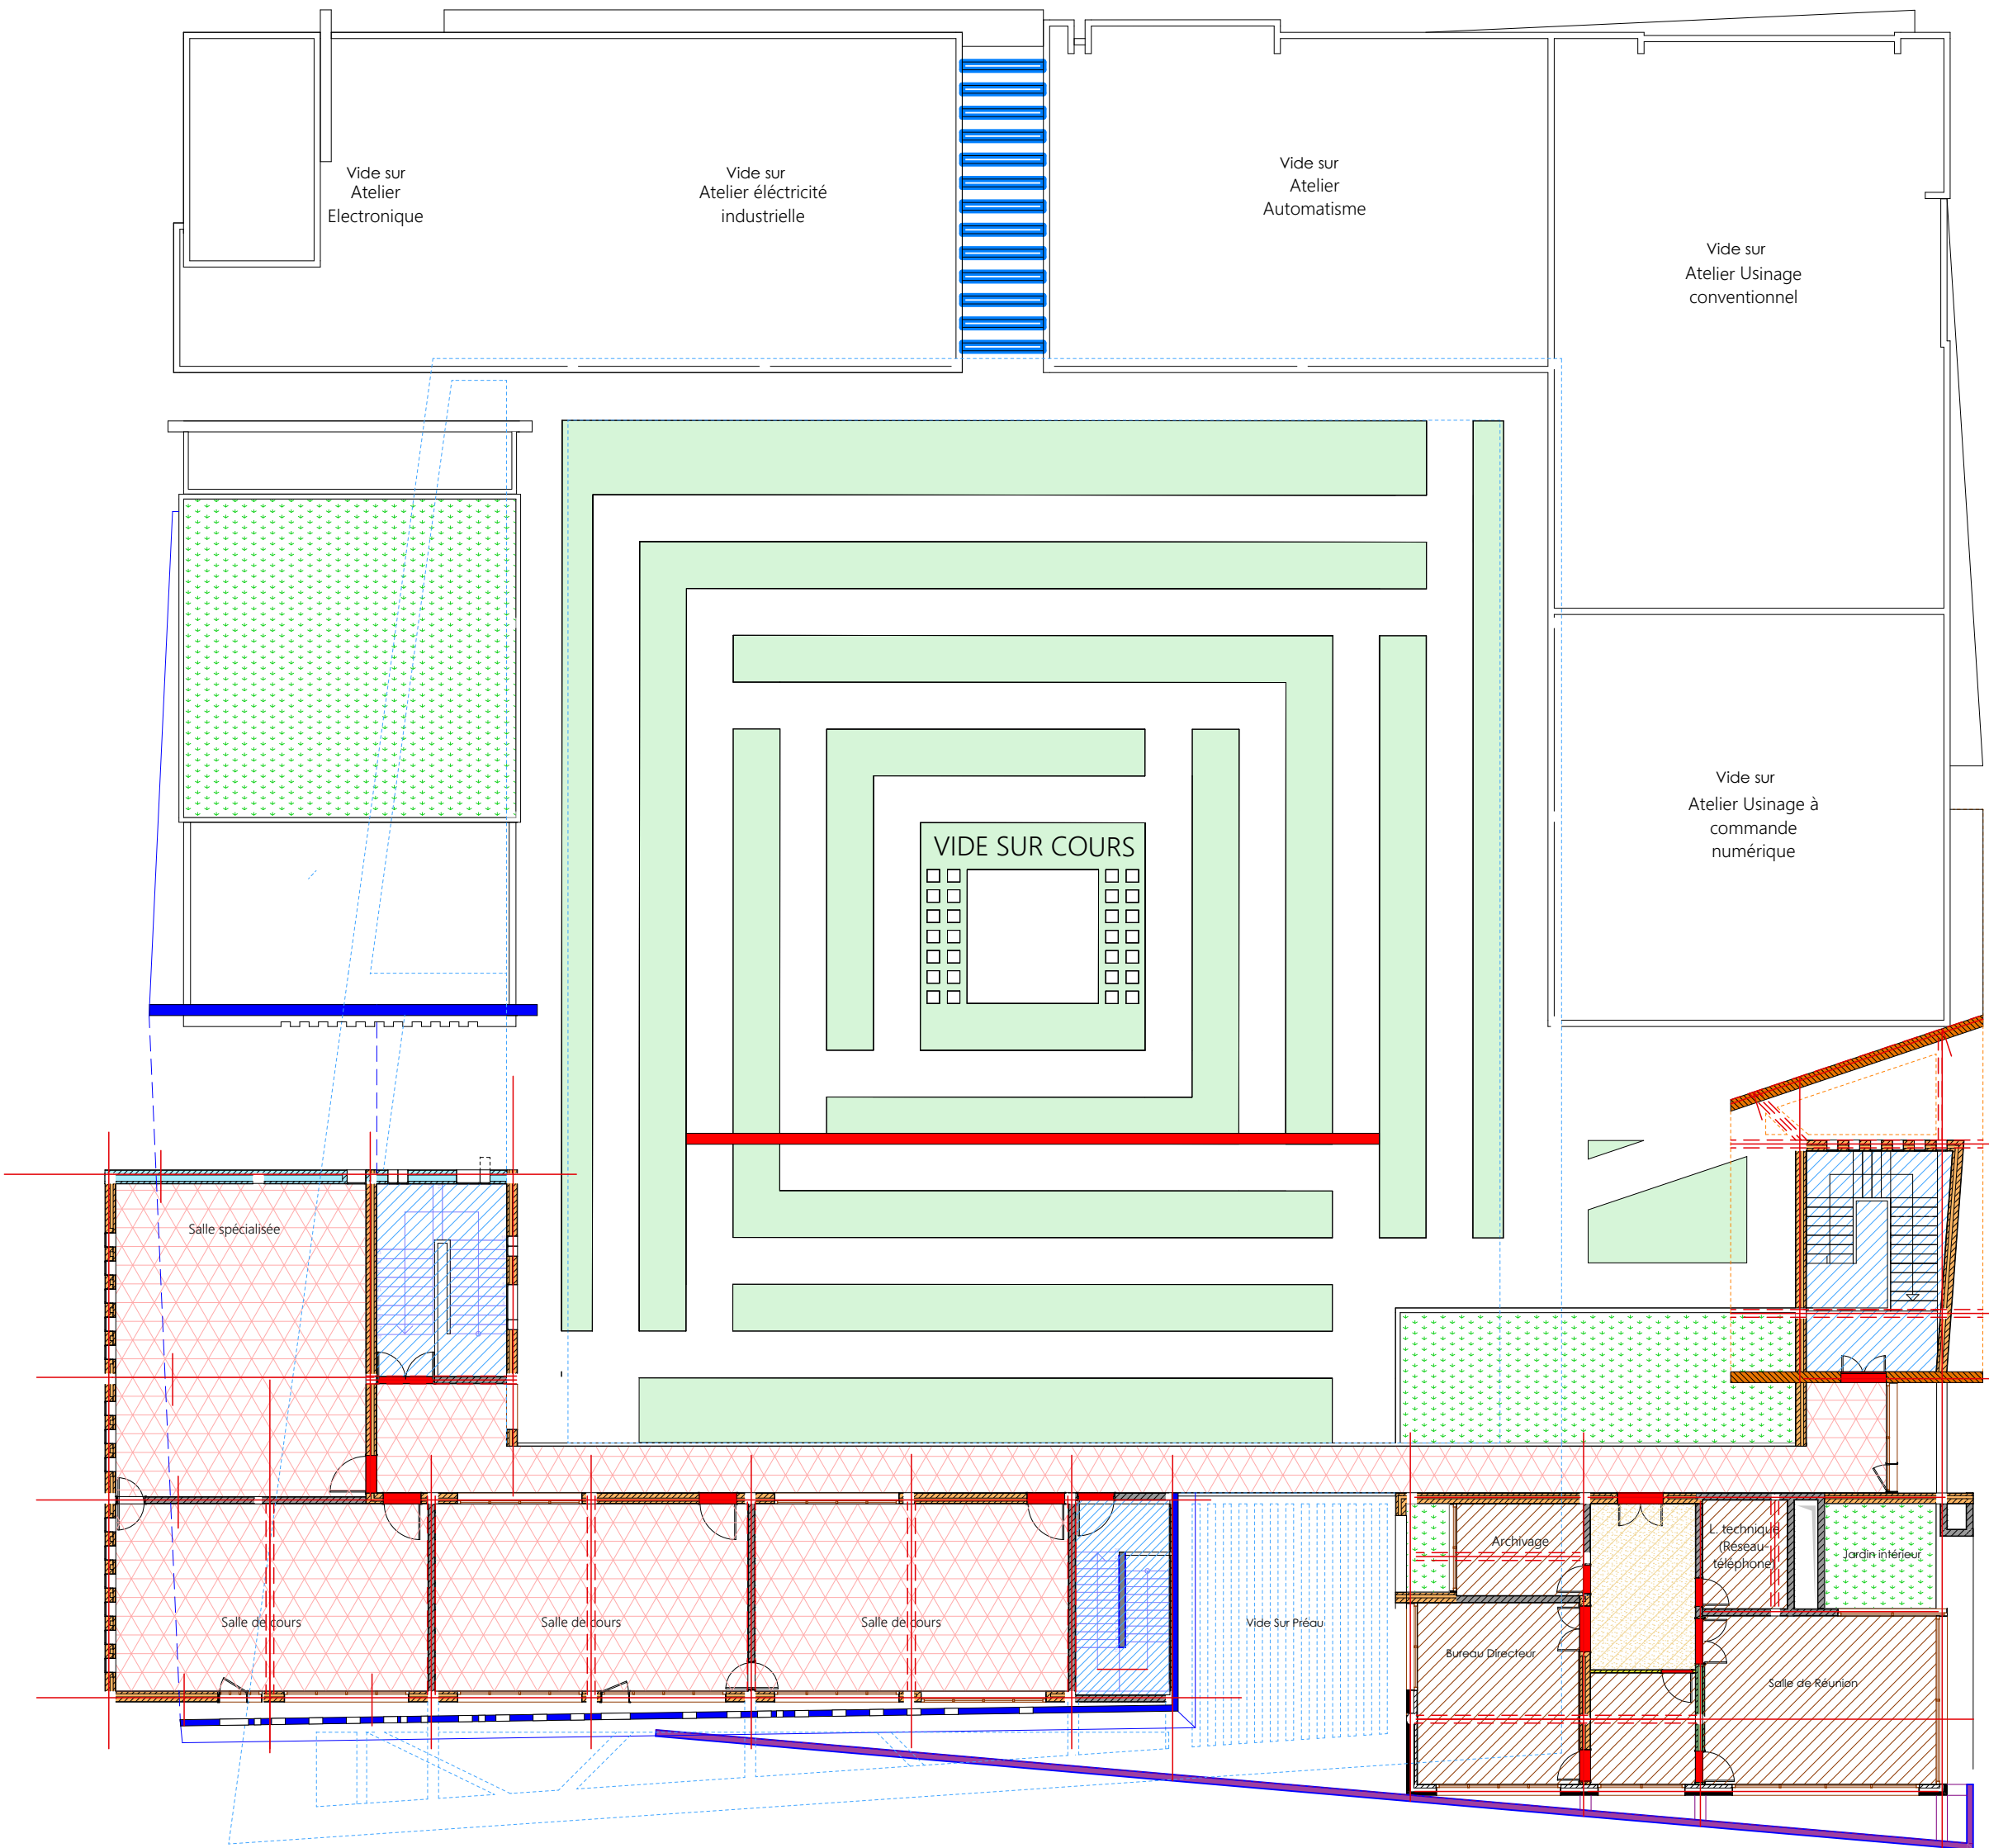 Vide sur
Atelier
Electronique
Vide sur
Atelier éléctricité
industrielle
Vide sur
Atelier
Automatisme
Vide sur
Atelier Usinage
conventionnel
Vide sur
Atelier Usinage à
commande
numérique
VIDE SUR COURS
Salle spécialisée
Archivage
L. technique
(Réseau-
téléphone)
Jardin intérieur
Salle de cours
Salle de cours
Salle de cours
Vide Sur Préau
Bureau Directeur
Salle de Réunion